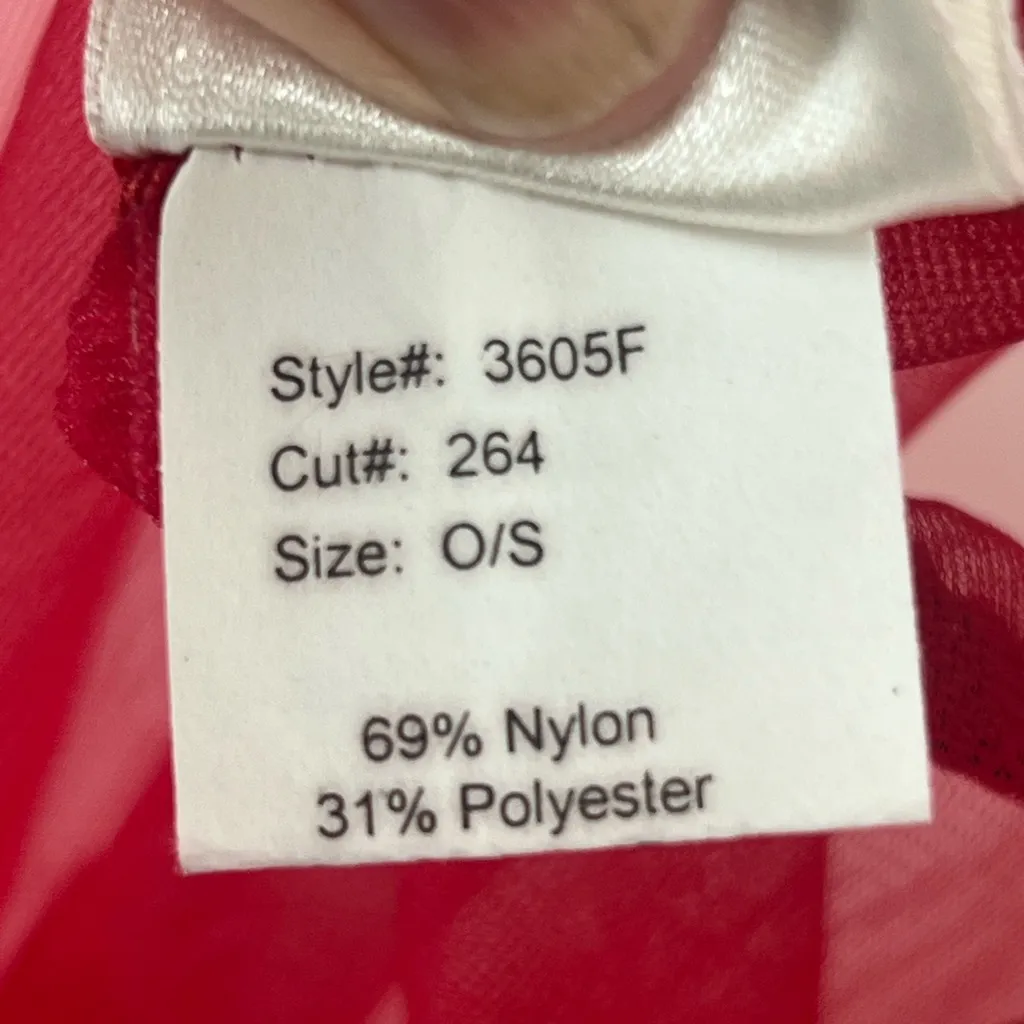 Style#: 3605F
Cut#: 264
Size: O/S
69% Nylon
31% Polyester